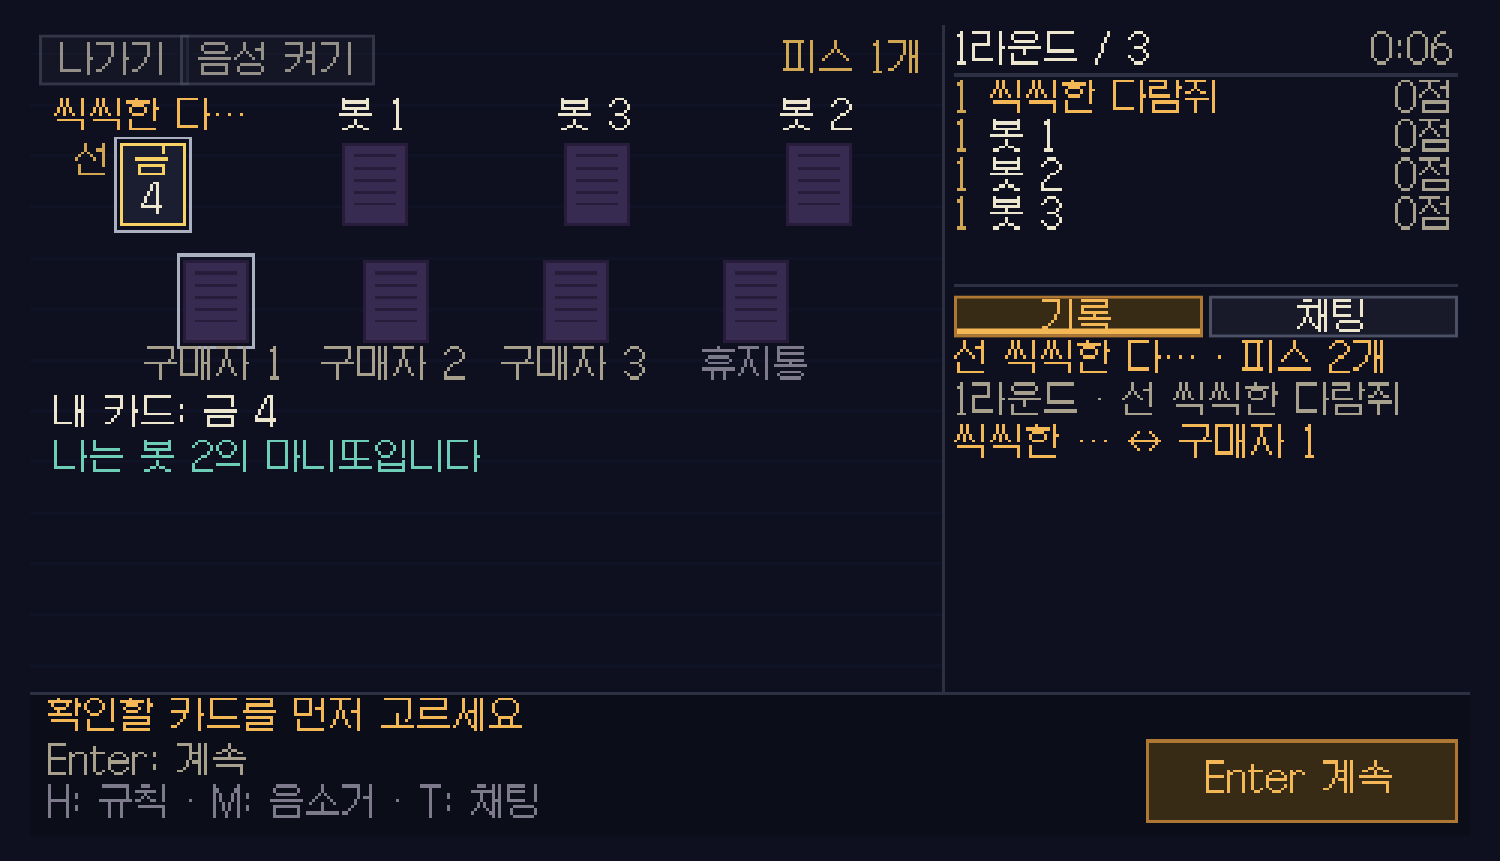 나가기 음성 켜기 피스 1개
씩씩한 다… 봇 1 봇 3 봇 2
선 금 4
구매자 1 구매자 2 구매자 3 휴지통
내 카드: 금 4
나는 봇 2의 마니또입니다
1라운드 / 3 0:06
1 씩씩한 다람쥐 0점
1 봇 1 0점
1 봇 2 0점
1 봇 3 0점
기록 채팅
선 씩씩한 다… · 피스 2개
1라운드 · 선 씩씩한 다람쥐
씩씩한 … ↔ 구매자 1
확인할 카드를 먼저 고르세요
Enter: 계속
H: 규칙 · M: 음소거 · T: 채팅
Enter 계속